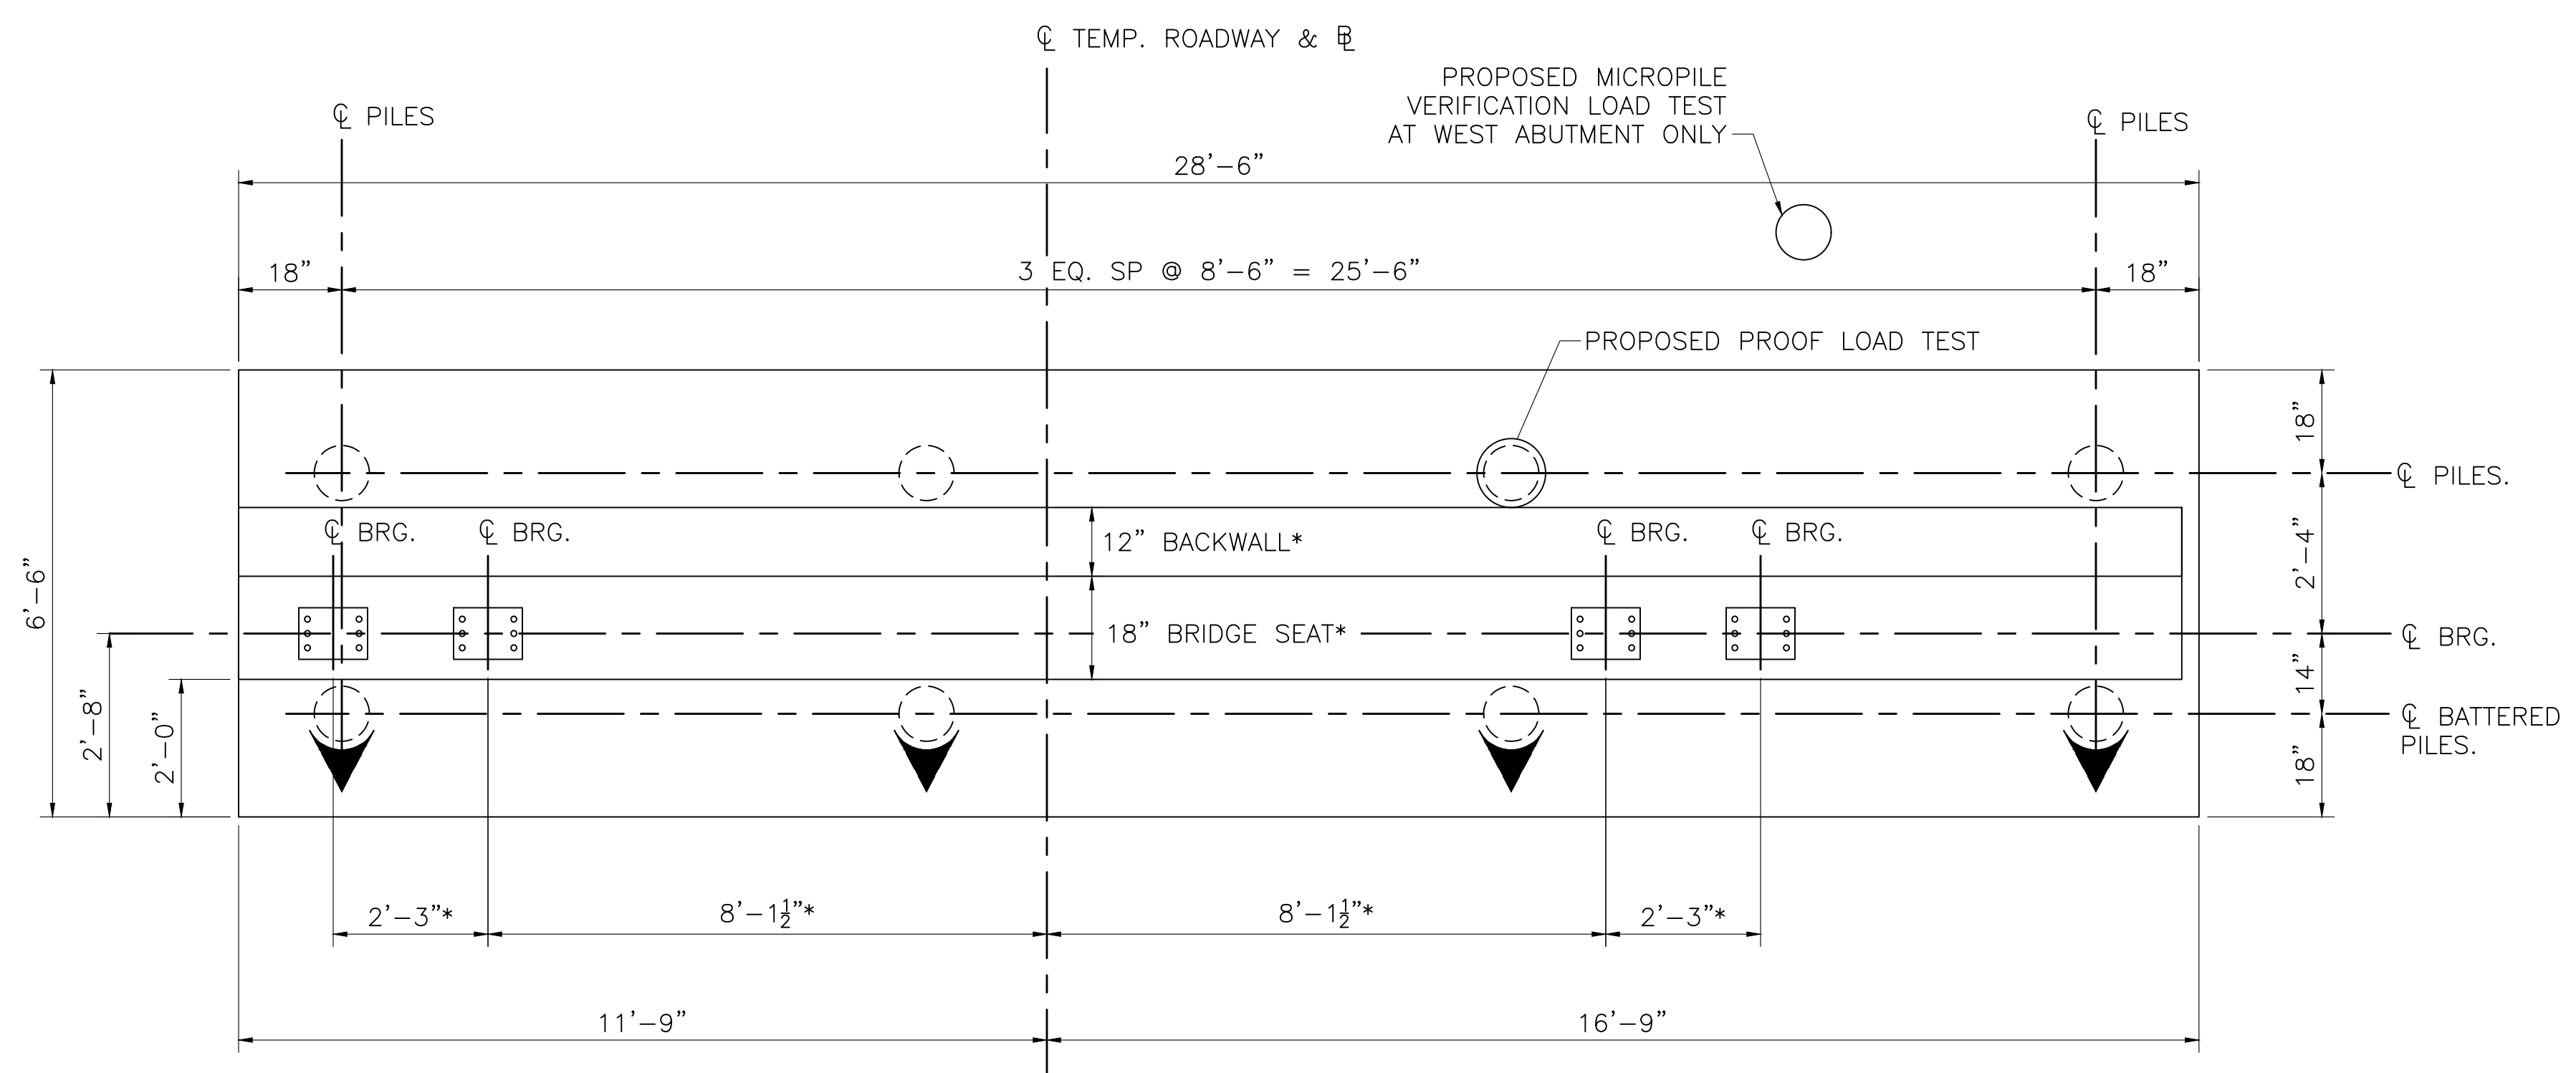 ℄ TEMP. ROADWAY & BL
PROPOSED MICROPILE
VERIFICATION LOAD TEST
AT WEST ABUTMENT ONLY
℄ PILES
℄ PILES
28'-6"
18"
3 EQ. SP @ 8'-6" = 25'-6"
18"
PROPOSED PROOF LOAD TEST
18"
℄ PILES.
℄ BRG.
℄ BRG.
12" BACKWALL*
℄ BRG.
℄ BRG.
2'-4"
6'-6"
18" BRIDGE SEAT*
℄ BRG.
14"
2'-8"
2'-0"
℄ BATTERED
PILES.
18"
2'-3"*
8'-1½"*
8'-1½"*
2'-3"*
11'-9"
16'-9"